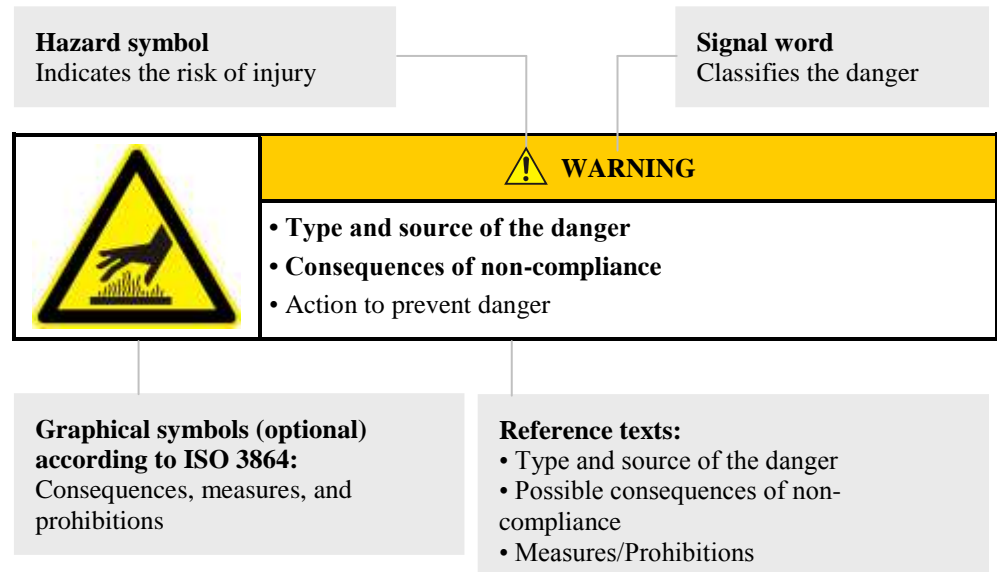 Hazard symbol
Indicates the risk of injury
Signal word
Classifies the danger
WARNING
• Type and source of the danger
• Consequences of non-compliance
• Action to prevent danger
Graphical symbols (optional)
according to ISO 3864:
Consequences, measures, and
prohibitions
Reference texts:
• Type and source of the danger
• Possible consequences of non-
compliance
• Measures/Prohibitions